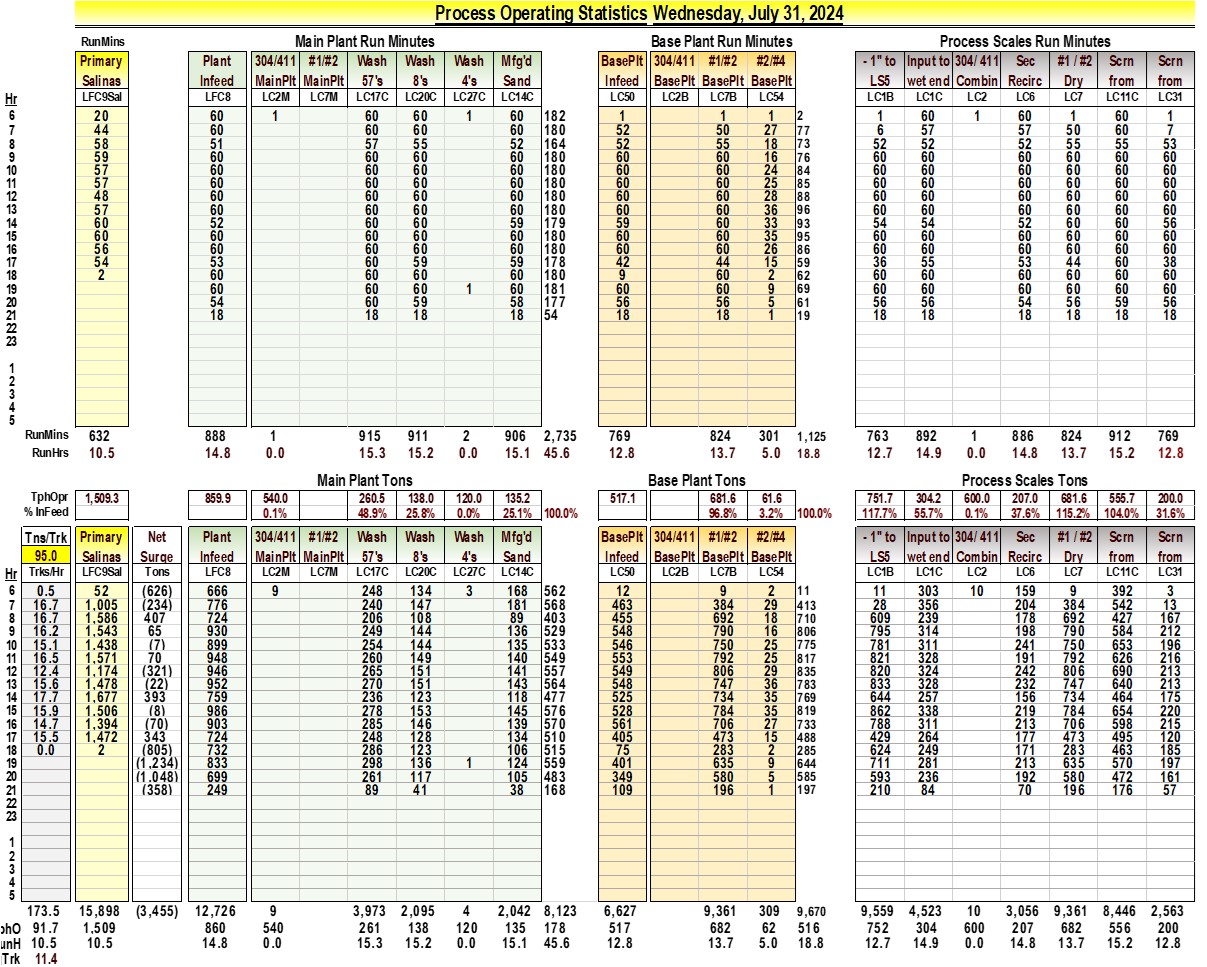 Process Operating Statistics Wednesday, July 31, 2024
RunMins Main Plant Run Minutes Base Plant Run Minutes Process Scales Run Minutes
Primary Plant 304/411 #1/#2 Wash Wash Wash Mfg'd BasePlt 304/411 #1/#2 #2/#4 - 1" to Input to 304/ 411 Sec #1 / #2 Scrn Scrn
Salinas Infeed MainPlt MainPlt 57's 8's 4's Sand Infeed BasePlt BasePlt BasePlt LS5 wet end Combin Recirc Dry from from
Hr LFC9Sal LFC8 LC2M LC7M LC17C LC20C LC27C LC14C LC50 LC2B LC7B LC54 LC1B LC1C LC2 LC6 LC7 LC11C LC31
6 20 60 1 60 60 1 60 182 1 1 1 2 1 60 1 60 1 60 1
7 44 60 60 60 60 180 52 50 27 77 6 57 57 50 60 7
8 58 51 57 55 52 164 52 55 18 73 52 52 52 55 55 53
9 59 60 60 60 60 180 60 60 16 76 60 60 60 60 60 60
10 57 60 60 60 60 180 60 60 24 84 60 60 60 60 60 60
11 57 60 60 60 60 180 60 60 25 85 60 60 60 60 60 60
12 48 60 60 60 60 180 60 60 28 88 60 60 60 60 60 60
13 57 60 60 60 60 180 60 60 36 96 60 60 60 60 60 60
14 60 52 60 60 59 179 60 60 33 93 54 54 52 60 60 56
15 60 60 60 60 60 180 60 60 35 95 60 60 60 60 60 60
16 56 60 60 60 60 180 60 60 26 86 60 60 60 60 60 60
17 54 53 60 59 59 178 42 44 15 59 36 55 53 44 60 38
18 2 60 60 60 60 180 9 60 2 62 60 60 60 60 60 60
19 60 60 60 1 60 181 60 60 9 69 60 60 60 60 60 60
20 54 60 59 58 177 56 56 5 61 56 56 54 56 59 56
21 18 18 18 18 54 18 18 1 19 18 18 18 18 18 18
22
23
1
2
3
4
5
RunMins 632 888 1 915 911 2 906 2,735 769 824 301 1,125 763 892 1 886 824 912 769
RunHrs 10.5 14.8 0.0 15.3 15.2 0.0 15.1 45.6 12.8 13.7 5.0 18.8 12.7 14.9 0.0 14.8 13.7 15.2 12.8
Main Plant Tons Base Plant Tons Process Scales Tons
TphOpr 1,509.3 859.9 540.0 260.5 138.0 120.0 135.2 517.1 681.6 61.6 751.7 304.2 600.0 207.0 681.6 555.7 200.0
% InFeed 0.1% 48.9% 25.8% 0.0% 25.1% 100.0% 96.8% 3.2% 100.0% 117.7% 55.7% 0.1% 37.6% 115.2% 104.0% 31.6%
Tns/Trk Primary Net Plant 304/411 #1/#2 Wash Wash Wash Mfg'd BasePlt 304/411 #1/#2 #2/#4 - 1" to Input to 304/ 411 Sec #1 / #2 Scrn Scrn
95.0 Salinas Surge Infeed MainPlt MainPlt 57's 8's 4's Sand Infeed BasePlt BasePlt BasePlt LS5 wet end Combin Recirc Dry from from
Hr Trks/Hr LFC9Sal Tons LFC8 LC2M LC7M LC17C LC20C LC27C LC14C LC50 LC2B LC7B LC54 LC1B LC1C LC2 LC6 LC7 LC11C LC31
6 0.5 52 (626) 666 9 248 134 3 168 562 12 9 2 11 11 303 10 159 9 392 3
7 16.7 1,005 (234) 776 240 147 181 568 463 384 29 413 28 356 204 384 542 13
8 16.7 1,586 407 724 206 108 89 403 455 692 18 710 609 239 179 692 427 167
9 16.2 1,543 65 930 249 144 136 529 548 790 16 806 795 314 198 790 584 212
10 15.1 1,438 (7) 899 254 144 135 533 546 750 25 775 781 311 241 750 653 196
11 16.5 1,571 70 948 260 149 140 549 553 792 25 817 821 328 191 792 626 216
12 12.4 1,174 (321) 946 265 151 141 557 549 806 29 835 820 324 242 806 690 213
13 15.6 1,478 (22) 952 270 151 143 564 548 747 36 783 833 328 232 747 640 213
14 17.7 1,677 393 759 236 123 118 477 525 734 35 769 644 257 156 734 464 175
15 15.9 1,506 (8) 986 278 153 145 576 528 784 35 819 862 338 219 784 654 220
16 14.7 1,394 (70) 903 285 146 139 570 561 706 27 733 788 311 213 706 598 215
17 15.5 1,472 343 724 248 128 134 510 405 473 15 488 429 264 177 473 495 120
18 0.0 2 (805) 732 286 123 106 515 75 283 2 285 624 249 171 283 463 185
19 (1,234) 833 298 136 1 124 559 401 635 9 644 711 281 213 635 570 197
20 (1,048) 699 261 117 105 483 349 580 5 585 593 236 192 580 472 161
21 (358) 249 89 41 38 168 109 196 1 197 210 84 70 196 176 57
22
23
1
2
3
4
5
173.5 15,898 (3,455) 12,726 9 3,973 2,095 4 2,042 8,123 6,627 9,361 309 9,670 9,559 4,523 10 3,056 9,361 8,446 2,563
phO 91.7 1,509 860 540 261 138 120 135 178 517 682 62 516 752 304 600 207 682 556 200
unH 10.5 10.5 14.8 0.0 15.3 15.2 0.0 15.1 45.6 12.8 13.7 5.0 18.8 12.7 14.9 0.0 14.8 13.7 15.2 12.8
Trk 11.4